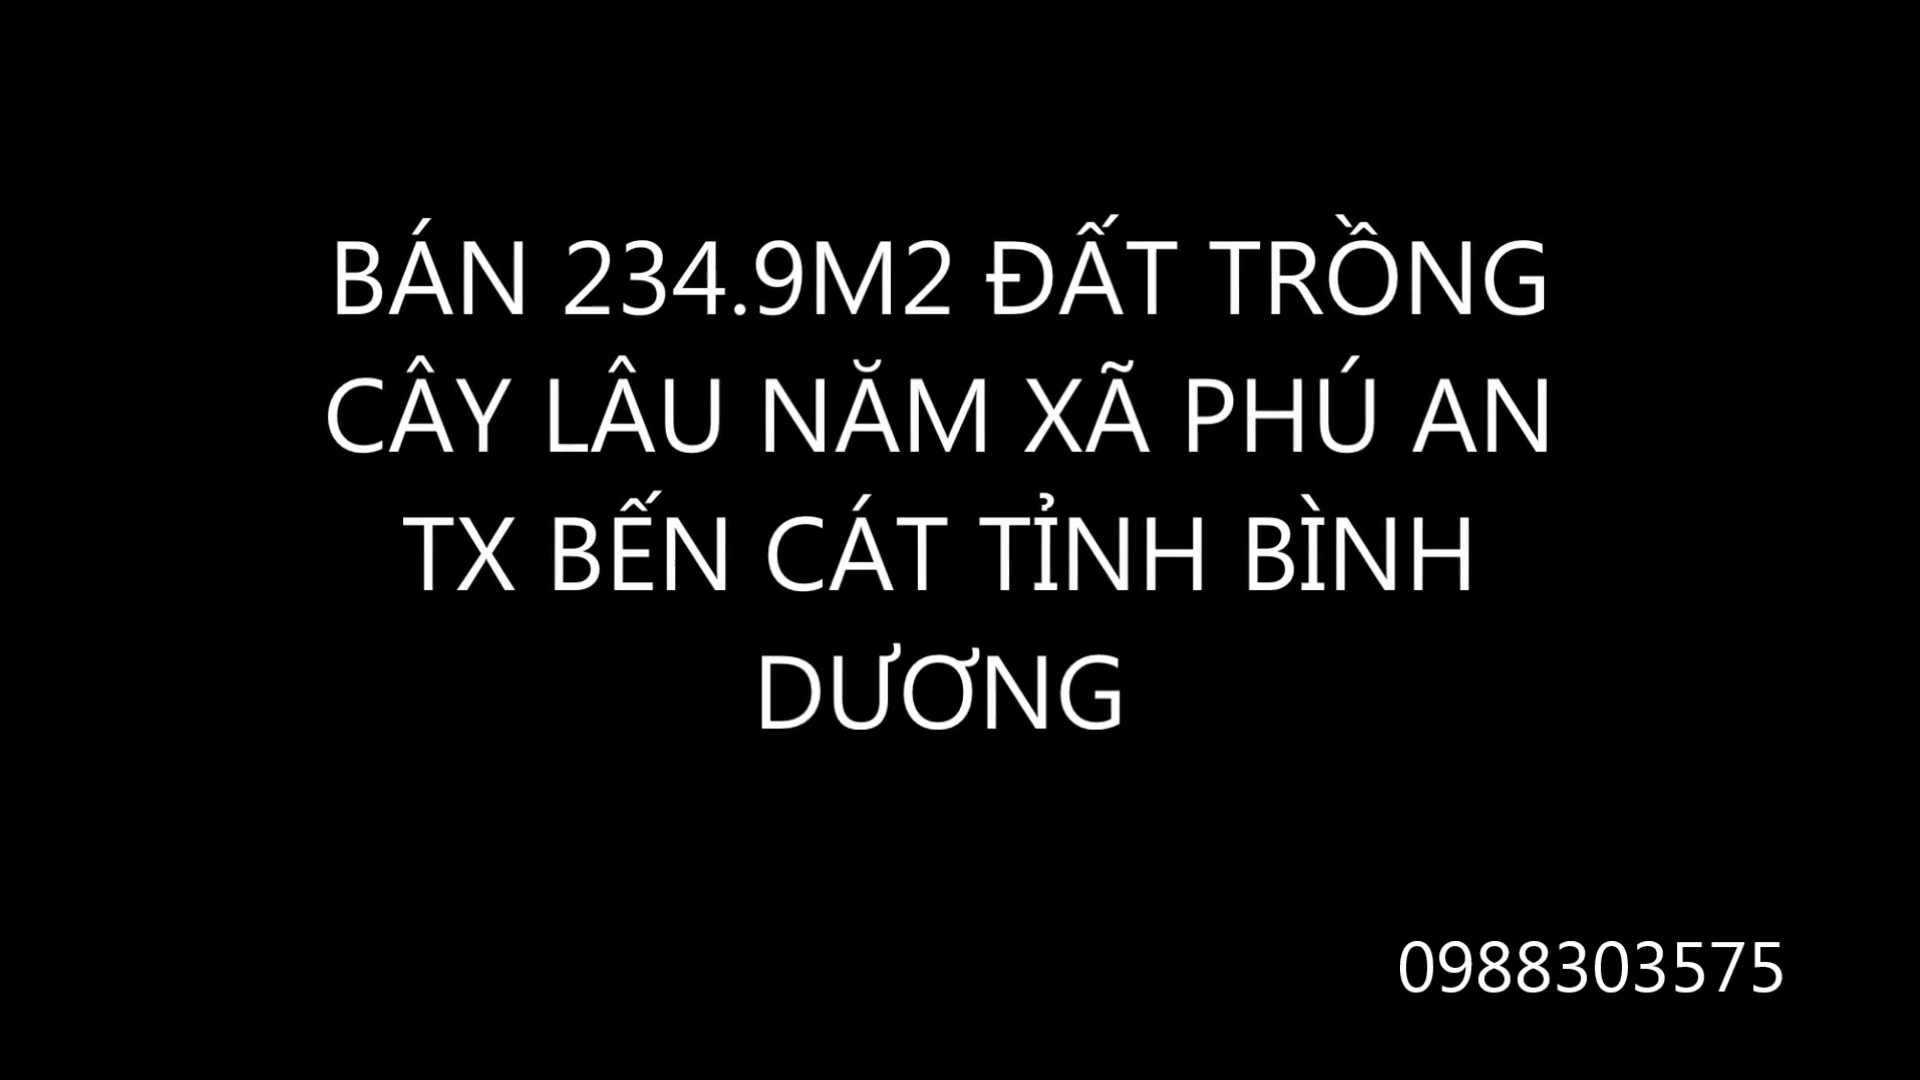 BÁN 234.9M2 ĐẤT TRỒNG
CÂY LÂU NĂM XÃ PHÚ AN
TX BẾN CÁT TỈNH BÌNH
DƯƠNG
0988303575